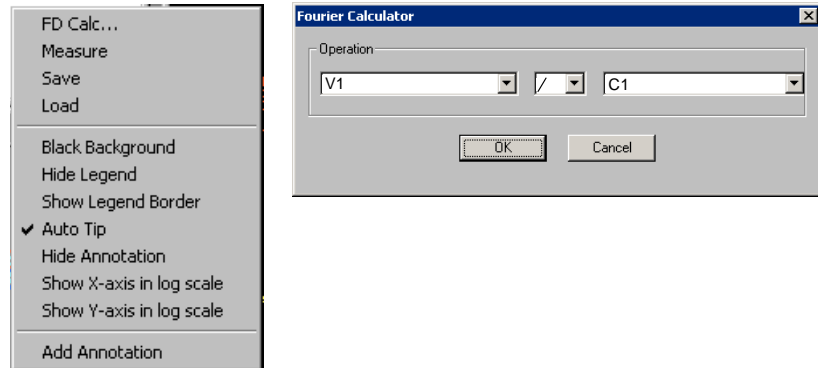 FD Calc...
Measure
Save
Load
Black Background
Hide Legend
Show Legend Border
Auto Tip
Hide Annotation
Show X-axis in log scale
Show Y-axis in log scale
Add Annotation
Fourier Calculator
Operation
V1 / C1
OK Cancel